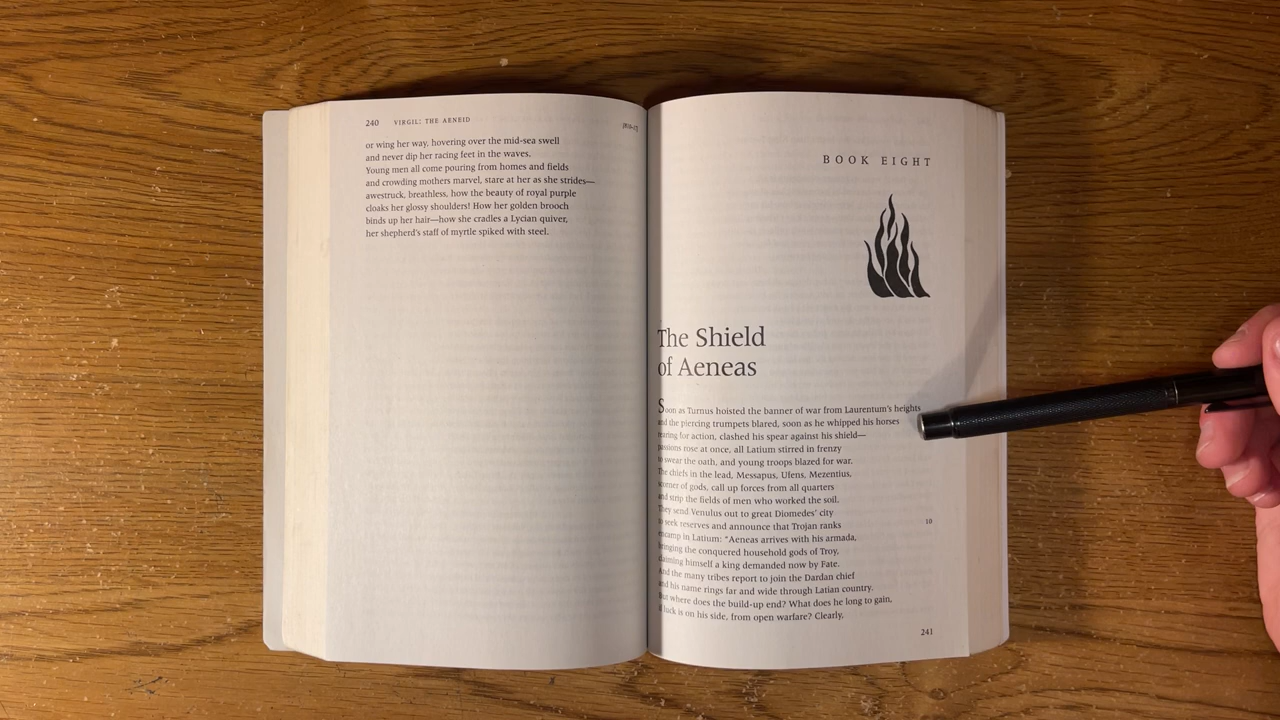 240 VIRGIL: THE AENEID
or wing her way, hovering over the mid-sea swell
and never dip her racing feet in the waves.
Young men all come pouring from homes and fields
and crowding mothers marvel, stare at her as she strides—
awestruck, breathless, how the beauty of royal purple
cloaks her glossy shoulders! How her golden brooch
binds up her hair—how she cradles a Lycian quiver,
her shepherd's staff of myrtle spiked with steel.
BOOK EIGHT
The Shield
of Aeneas
Soon as Turnus hoisted the banner of war from Laurentum's heights
and the piercing trumpets blared, soon as he whipped his horses
rearing for action, clashed his spear against his shield—
passions rose at once, all Latium stirred in frenzy
to swear the oath, and young troops blazed for war.
The chiefs in the lead, Messapus, Ufens, Mezentius,
scorner of gods, call up forces from all quarters
and strip the fields of men who worked the soil.
They send Venulus out to great Diomedes' city
to seek reserves and announce that Trojan ranks 10
encamp in Latium: "Aeneas arrives with his armada,
bringing the conquered household gods of Troy,
claiming himself a king demanded now by Fate.
And the many tribes report to join the Dardan chief
and his name rings far and wide through Latian country.
But where does the build-up end? What does he long to gain,
if luck is on his side, from open warfare? Clearly,
241